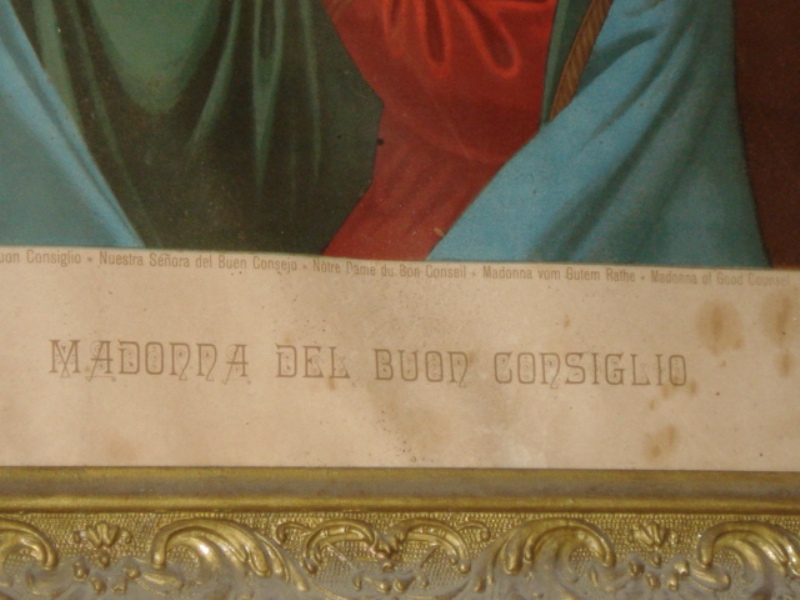 uon Consiglio • Nuestra Señora del Buen Consejo • Notre Dame du Bon Conseil • Madonna vom Gutem Rathe • Madonna of Good Counsel
MADONNA DEL BUON CONSIGLIO